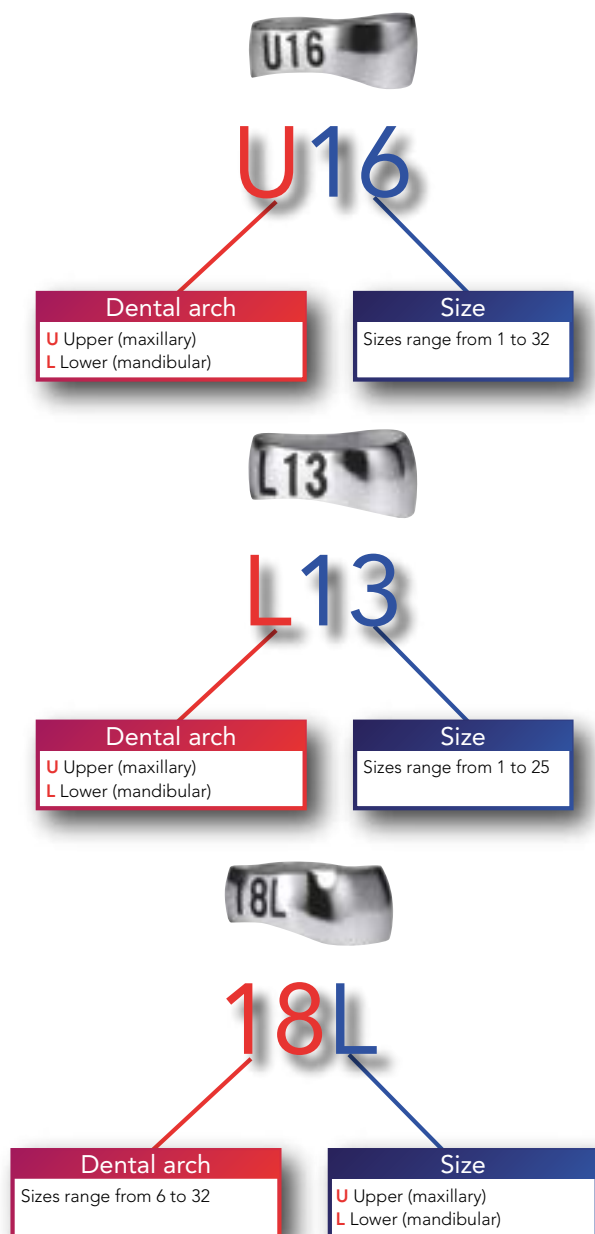 U16
U16
Dental arch
U Upper (maxillary)
L Lower (mandibular)
Size
Sizes range from 1 to 32
L13
L13
Dental arch
U Upper (maxillary)
L Lower (mandibular)
Size
Sizes range from 1 to 25
18L
18L
Dental arch
Sizes range from 6 to 32
Size
U Upper (maxillary)
L Lower (mandibular)